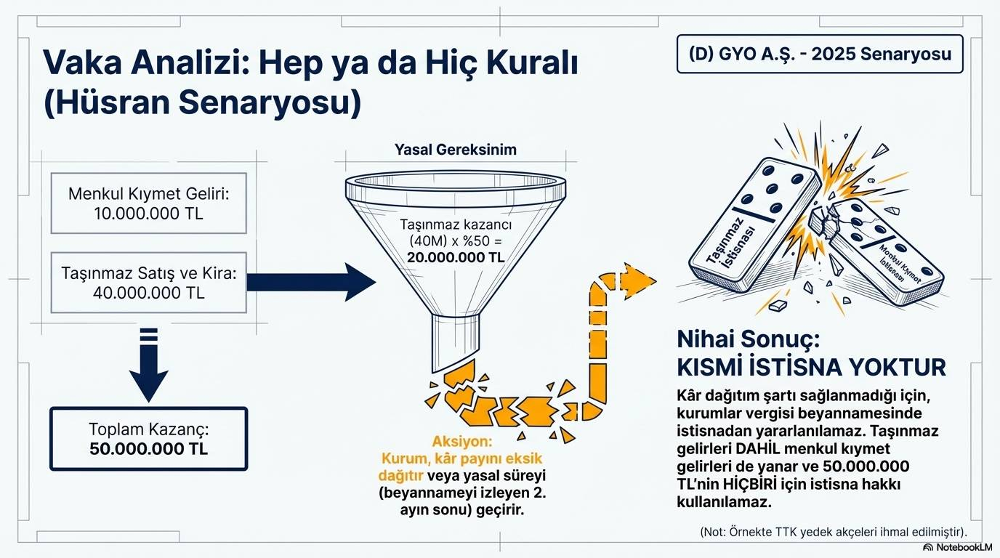 Vaka Analizi: Hep ya da Hiç Kuralı
(Hüsran Senaryosu)
(D) GYO A.Ş. - 2025 Senaryosu
Menkul Kıymet Geliri:
10.000.000 TL
Taşınmaz Satış ve Kira:
40.000.000 TL
Toplam Kazanç:
50.000.000 TL
Yasal Gereksinim
Taşınmaz kazancı
(40M) x %50 =
20.000.000 TL
Aksiyon:
Kurum, kâr payını eksik
dağıtır veya yasal süreyi
(beyannameyi izleyen 2.
ayın sonu) geçirir.
Taşınmaz
İstisnası
Menkul Kıymet
Nihai Sonuç:
KISMİ İSTİSNA YOKTUR
Kâr dağıtım şartı sağlanmadığı için,
kurumlar vergisi beyannamesinde
istisnadan yararlanılamaz. Taşınmaz
gelirleri DAHİL menkul kıymet
gelirleri de yanar ve 50.000.000
TL'nin HİÇBİRİ için istisna hakkı
kullanılamaz.
(Not: Örnekte TTK yedek akçeleri ihmal edilmiştir).
NotebookLM